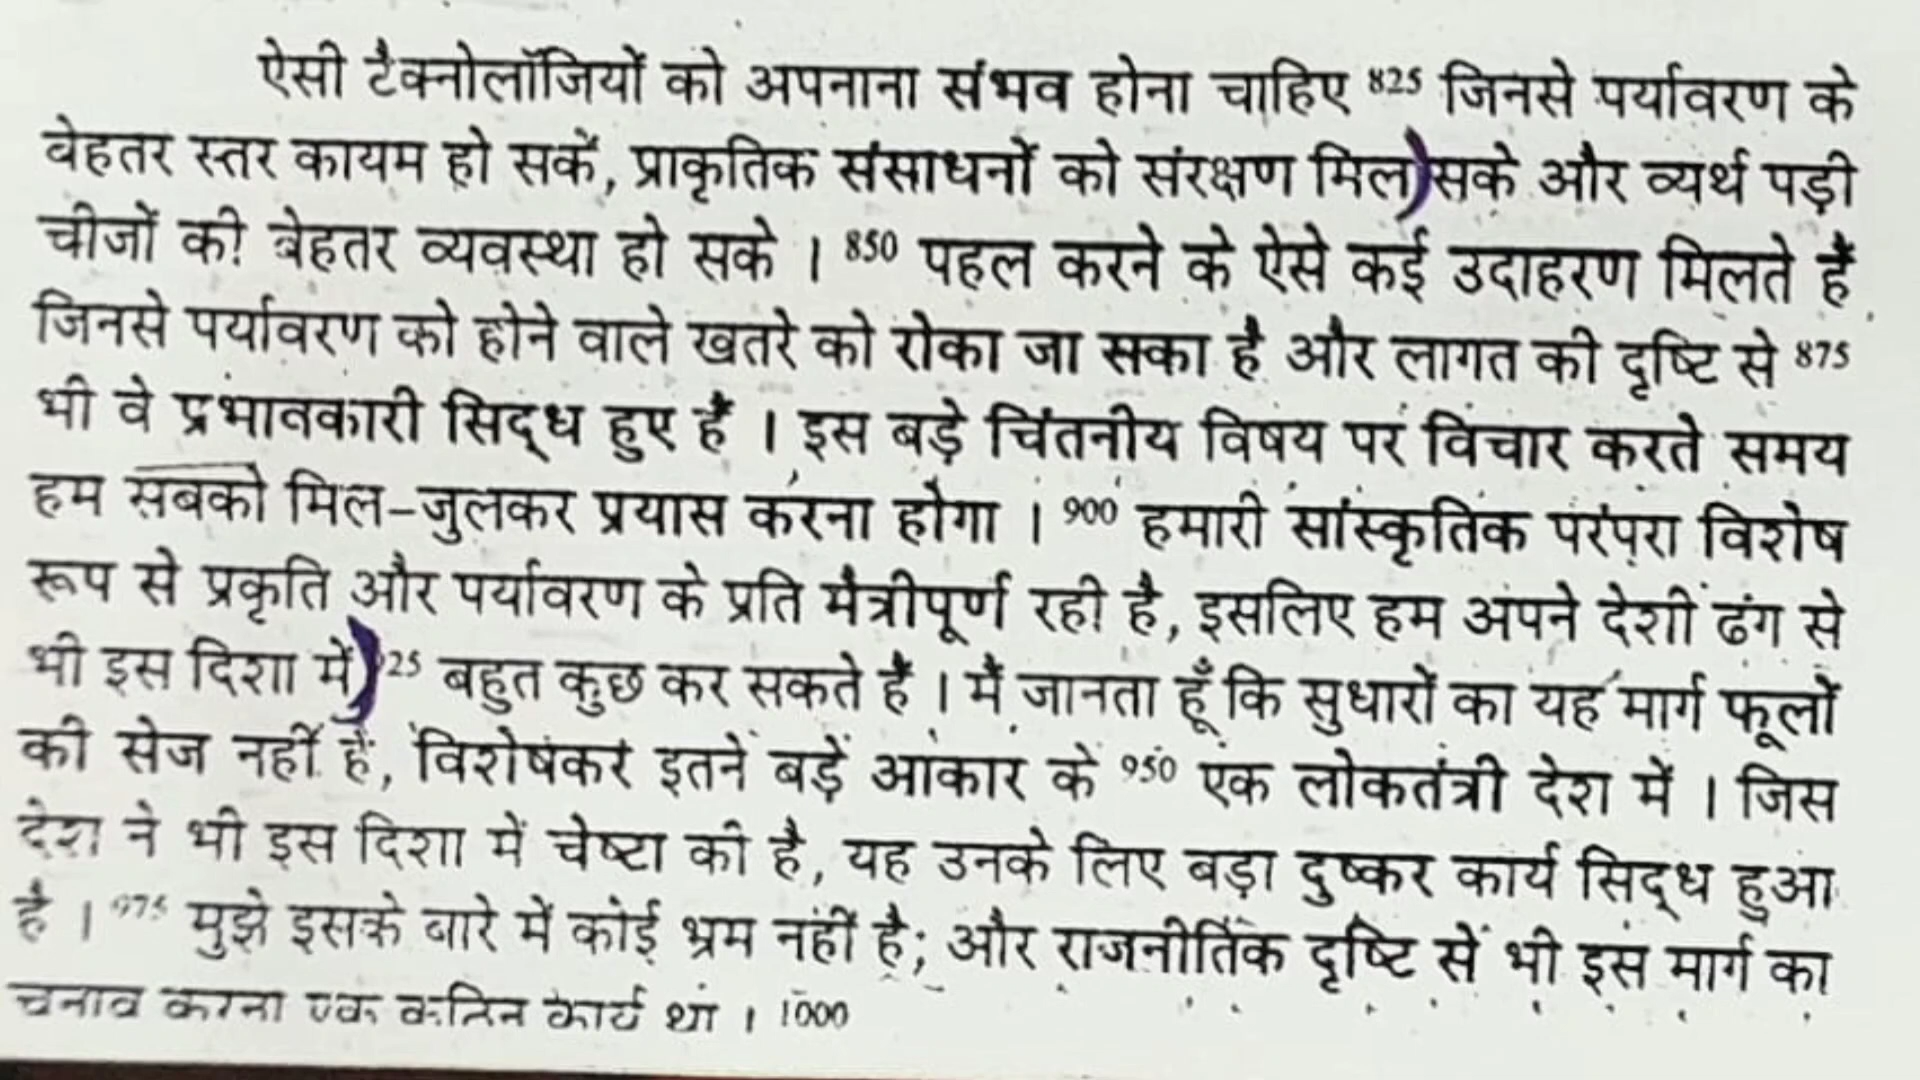 ऐसी टैक्नोलॉजियों को अपनाना संभव होना चाहिए 825 जिनसे पर्यावरण के
बेहतर स्तर कायम हो सकें, प्राकृतिक संसाधनों को संरक्षण मिल) सके और व्यर्थ पड़ी
चीजों की बेहतर व्यवस्था हो सके । 850 पहल करने के ऐसे कई उदाहरण मिलते हैं
जिनसे पर्यावरण को होने वाले खतरे को रोका जा सका है और लागत की दृष्टि से 875
भी वे प्रभावकारी सिद्ध हुए हैं । इस बड़े चिंतनीय विषय पर विचार करते समय
हम सबको मिल-जुलकर प्रयास करना होगा । 900 हमारी सांस्कृतिक परंपरा विशेष
रूप से प्रकृति और पर्यावरण के प्रति मैत्रीपूर्ण रही है, इसलिए हम अपने देशी ढंग से
भी इस दिशा में) 25 बहुत कुछ कर सकते हैं । मैं जानता हूँ कि सुधारों का यह मार्ग फूलों
की सेज नहीं है, विशेषकर इतने बड़े आकार के 950 एक लोकतंत्री देश में । जिस
देश ने भी इस दिशा में चेष्टा की है, यह उनके लिए बड़ा दुष्कर कार्य सिद्ध हुआ
है । 975 मुझे इसके बारे में कोई भ्रम नहीं है; और राजनीतिक दृष्टि से भी इस मार्ग का
चुनाव करना एक कठिन कार्य था । 1000